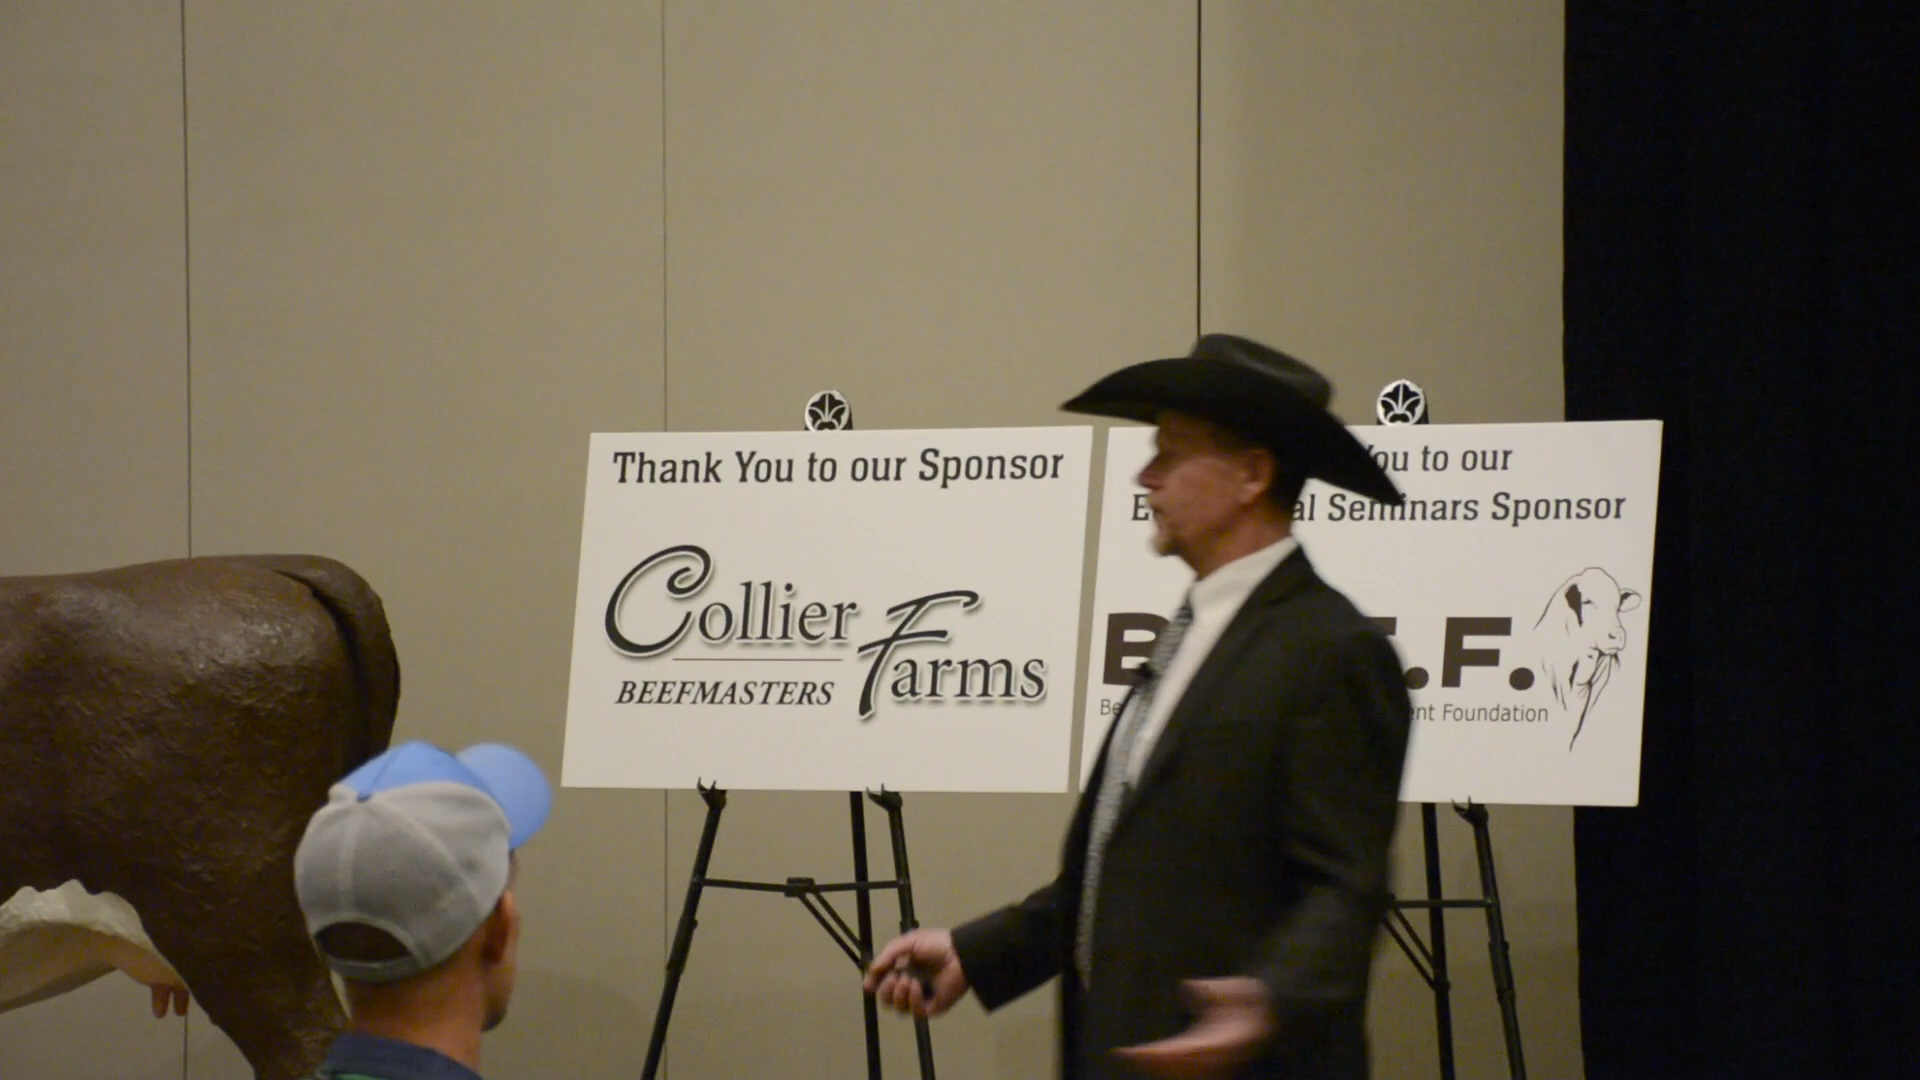 Thank You to our Sponsor
Collier Farms
BEEFMASTERS
You to our
Seminars Sponsor
Foundation